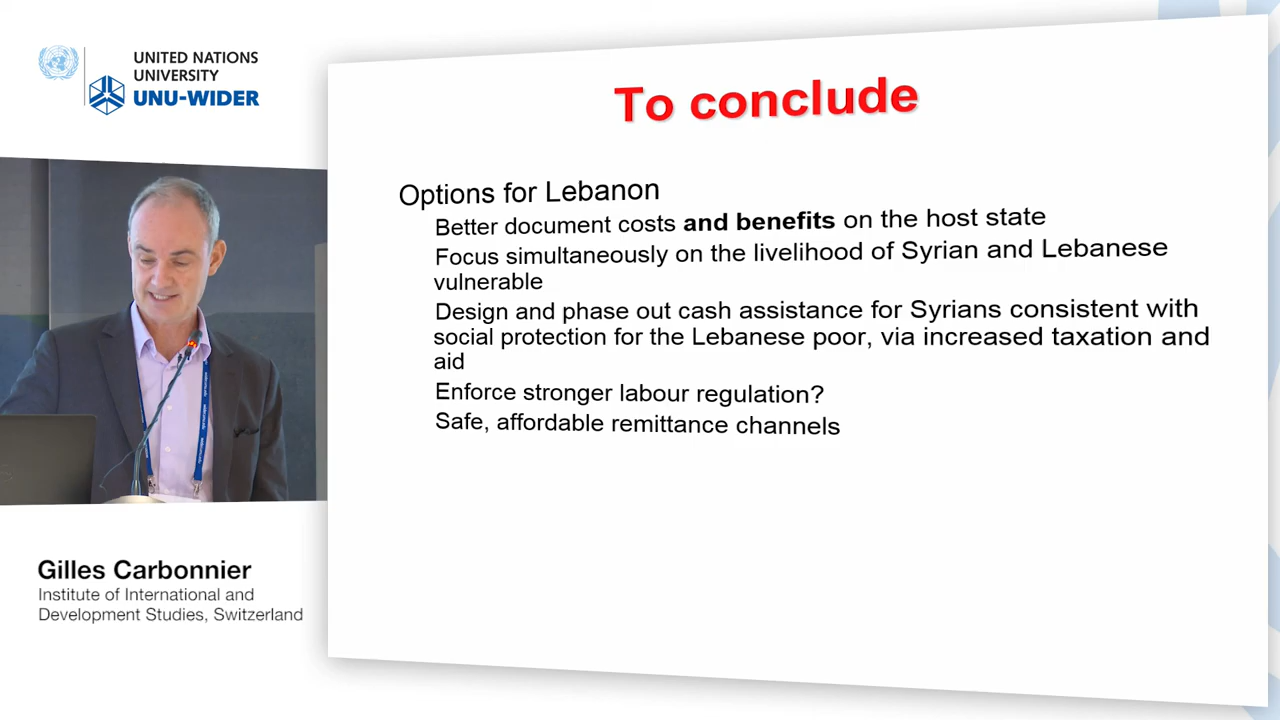 UNITED NATIONS
UNIVERSITY
UNU-WIDER
To conclude
Options for Lebanon
Better document costs and benefits on the host state
Focus simultaneously on the livelihood of Syrian and Lebanese
vulnerable
Design and phase out cash assistance for Syrians consistent with
social protection for the Lebanese poor, via increased taxation and
aid
Enforce stronger labour regulation?
Safe, affordable remittance channels
Gilles Carbonnier
Institute of International and
Development Studies, Switzerland